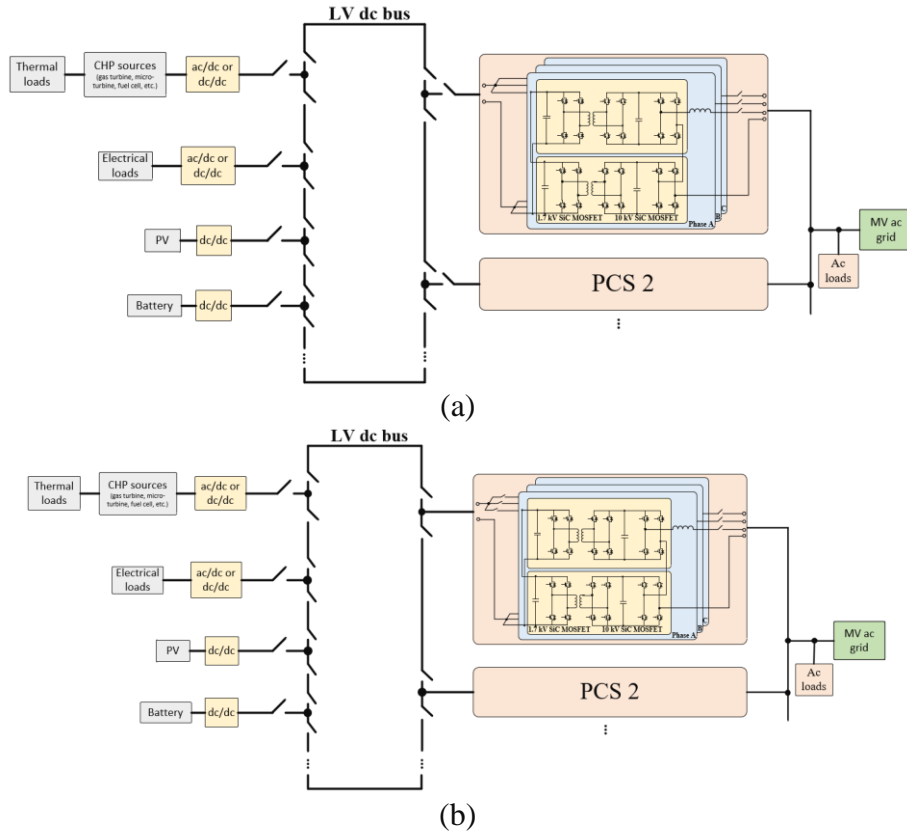 LV dc bus
Thermal
loads
CHP sources
(gas turbine, micro-
turbine, fuel cell, etc.)
ac/dc or
dc/dc
Electrical
loads
ac/dc or
dc/dc
PV
dc/dc
Battery
dc/dc
1.7 kV SiC MOSFET
10 kV SiC MOSFET
Phase A
B
C
PCS 2
MV ac
grid
Ac
loads
(a)
LV dc bus
Thermal
loads
CHP sources
(gas turbine, micro-
turbine, fuel cell, etc.)
ac/dc or
dc/dc
Electrical
loads
ac/dc or
dc/dc
PV
dc/dc
Battery
dc/dc
1.7 kV SiC MOSFET
10 kV SiC MOSFET
Phase A
B
C
PCS 2
MV ac
grid
Ac
loads
(b)